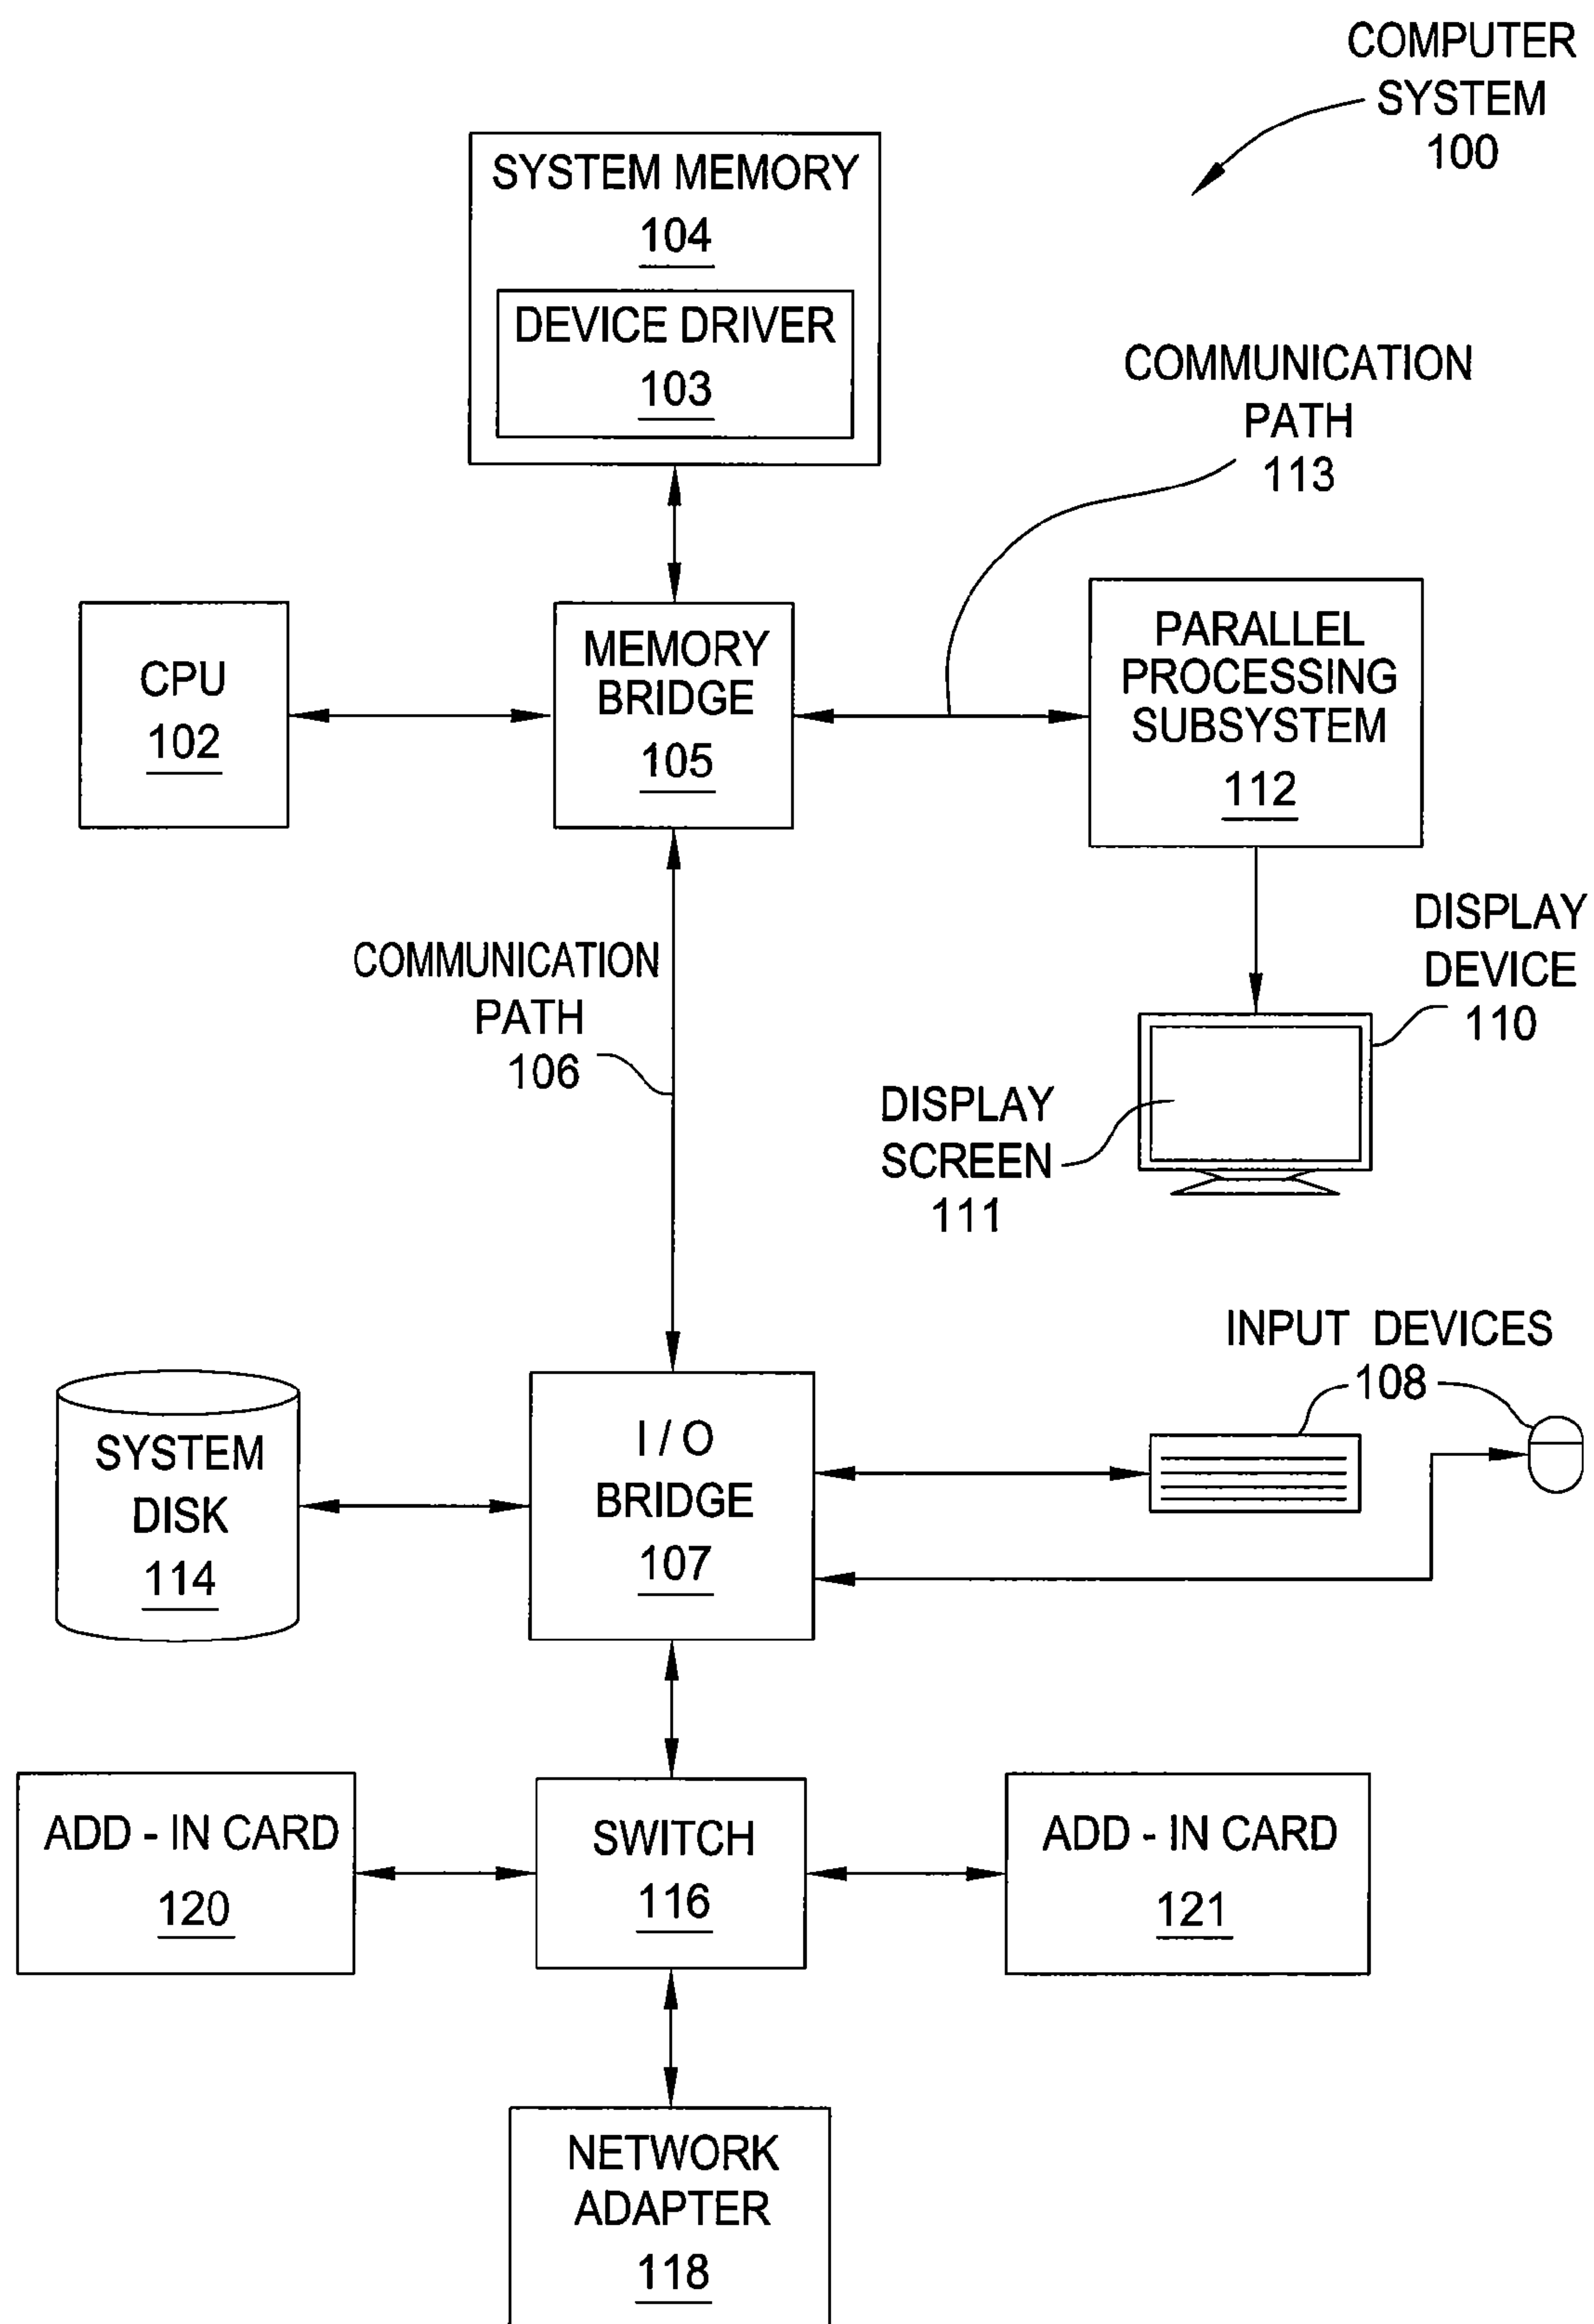 COMPUTER
SYSTEM
100
SYSTEM MEMORY
104
DEVICE DRIVER
103
COMMUNICATION
PATH
113
CPU
102
MEMORY
BRIDGE
105
PARALLEL
PROCESSING
SUBSYSTEM
112
COMMUNICATION
PATH
106
DISPLAY
DEVICE
110
DISPLAY
SCREEN
111
INPUT DEVICES
108
SYSTEM
DISK
114
I / O
BRIDGE
107
ADD - IN CARD
120
SWITCH
116
ADD - IN CARD
121
NETWORK
ADAPTER
118